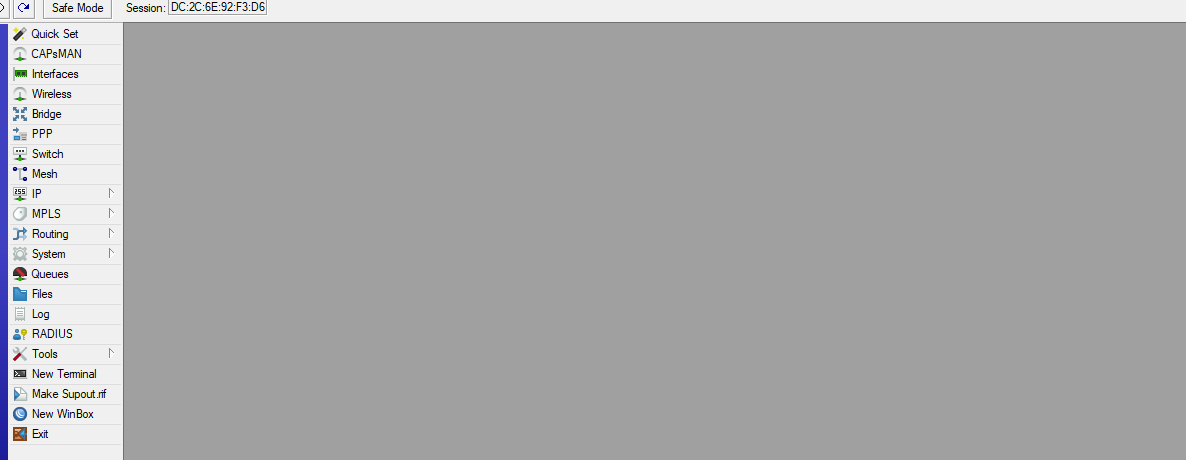 Safe Mode Session: DC:2C:6E:92:F3:D6
Quick Set
CAPsMAN
Interfaces
Wireless
Bridge
PPP
Switch
Mesh
255 IP
MPLS
Routing
System
Queues
Files
Log
RADIUS
Tools
New Terminal
Make Supout.rif
New WinBox
Exit